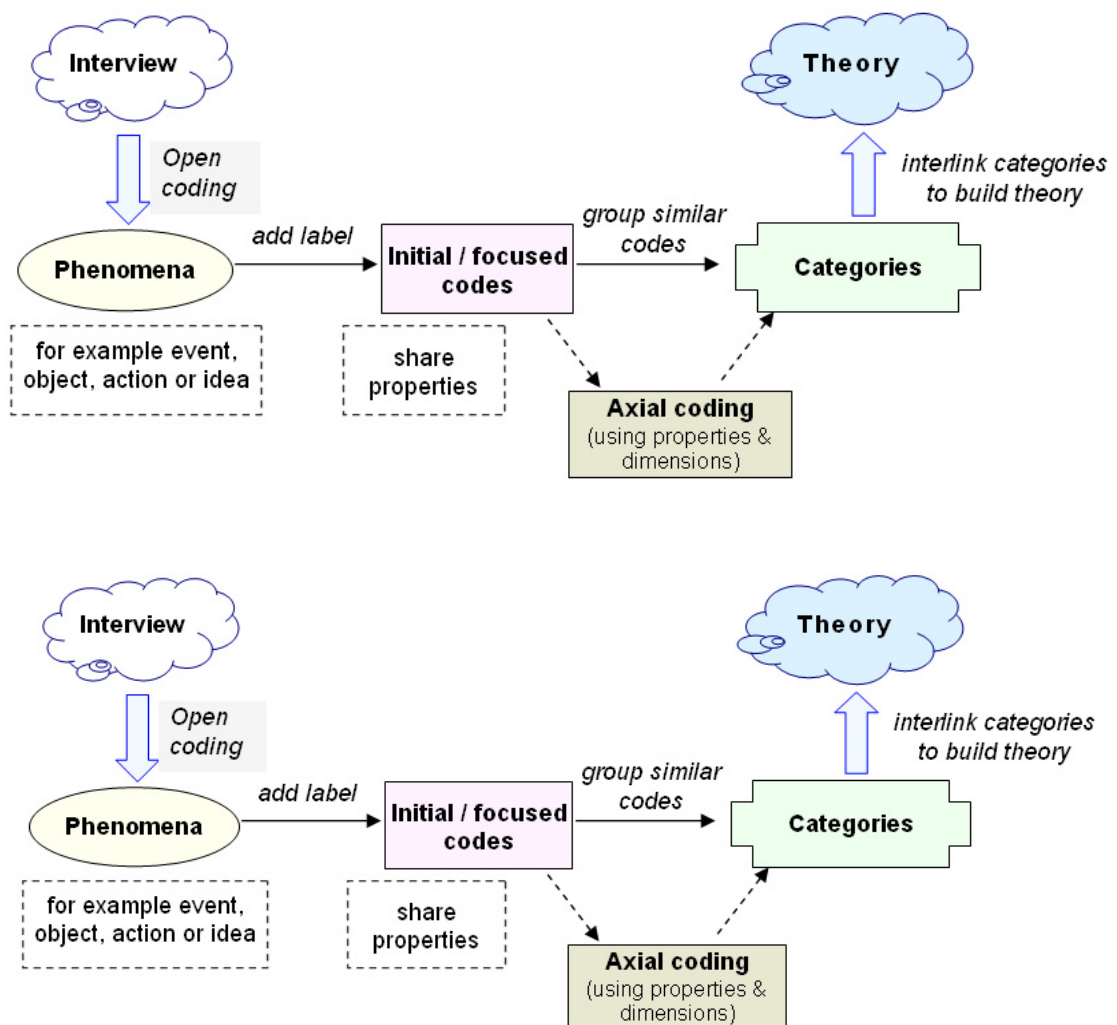 Interview
Theory
Open
coding
interlink categories
to build theory
add label
group similar
codes
Phenomena
Initial / focused
codes
Categories
for example event,
object, action or idea
share
properties
Axial coding
(using properties &
dimensions)
Interview
Theory
Open
coding
interlink categories
to build theory
add label
group similar
codes
Phenomena
Initial / focused
codes
Categories
for example event,
object, action or idea
share
properties
Axial coding
(using properties &
dimensions)